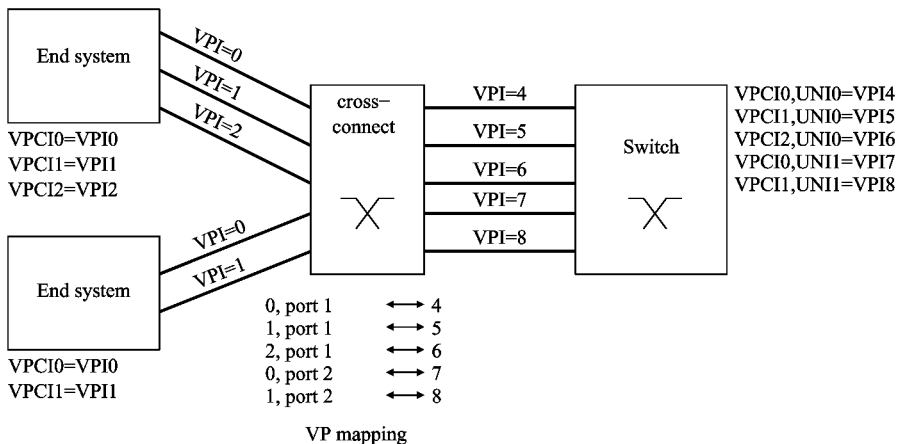 End system
VPCI0=VPI0
VPCI1=VPI1
VPCI2=VPI2
VPI=0
VPI=1
VPI=2
End system
VPCI0=VPI0
VPCI1=VPI1
VPI=0
VPI=1
cross-
connect
VPI=4
VPI=5
VPI=6
VPI=7
VPI=8
Switch
VPCI0,UNI0=VPI4
VPCI1,UNI0=VPI5
VPCI2,UNI0=VPI6
VPCI0,UNI1=VPI7
VPCI1,UNI1=VPI8
0, port 1 ↔ 4
1, port 1 ↔ 5
2, port 1 ↔ 6
0, port 2 ↔ 7
1, port 2 ↔ 8
VP mapping